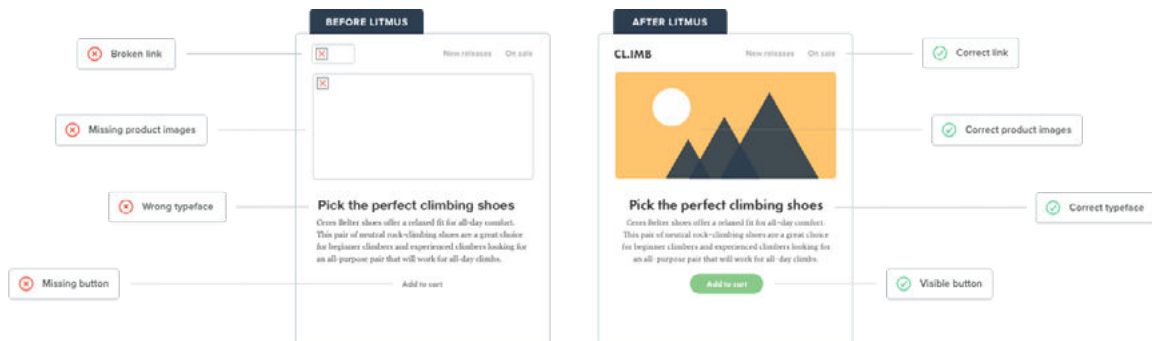 BEFORE LITMUS
Broken link
New releases On sale
Missing product images
Wrong typeface
Pick the perfect climbing shoes
Ceres Belter shoes offer a relaxed fit for all-day comfort.
This pair of neutral rock-climbing shoes are a great choice
for beginner climbers and experienced climbers looking for
an all-purpose pair that will work for all-day climbs.
Missing button
Add to cart
AFTER LITMUS
CL.IMB
New releases On sale
Correct link
Correct product images
Pick the perfect climbing shoes
Correct typeface
Ceres Belter shoes offer a relaxed fit for all-day comfort.
This pair of neutral rock-climbing shoes are a great choice
for beginner climbers and experienced climbers looking for
an all-purpose pair that will work for all-day climbs.
Add to cart
Visible button